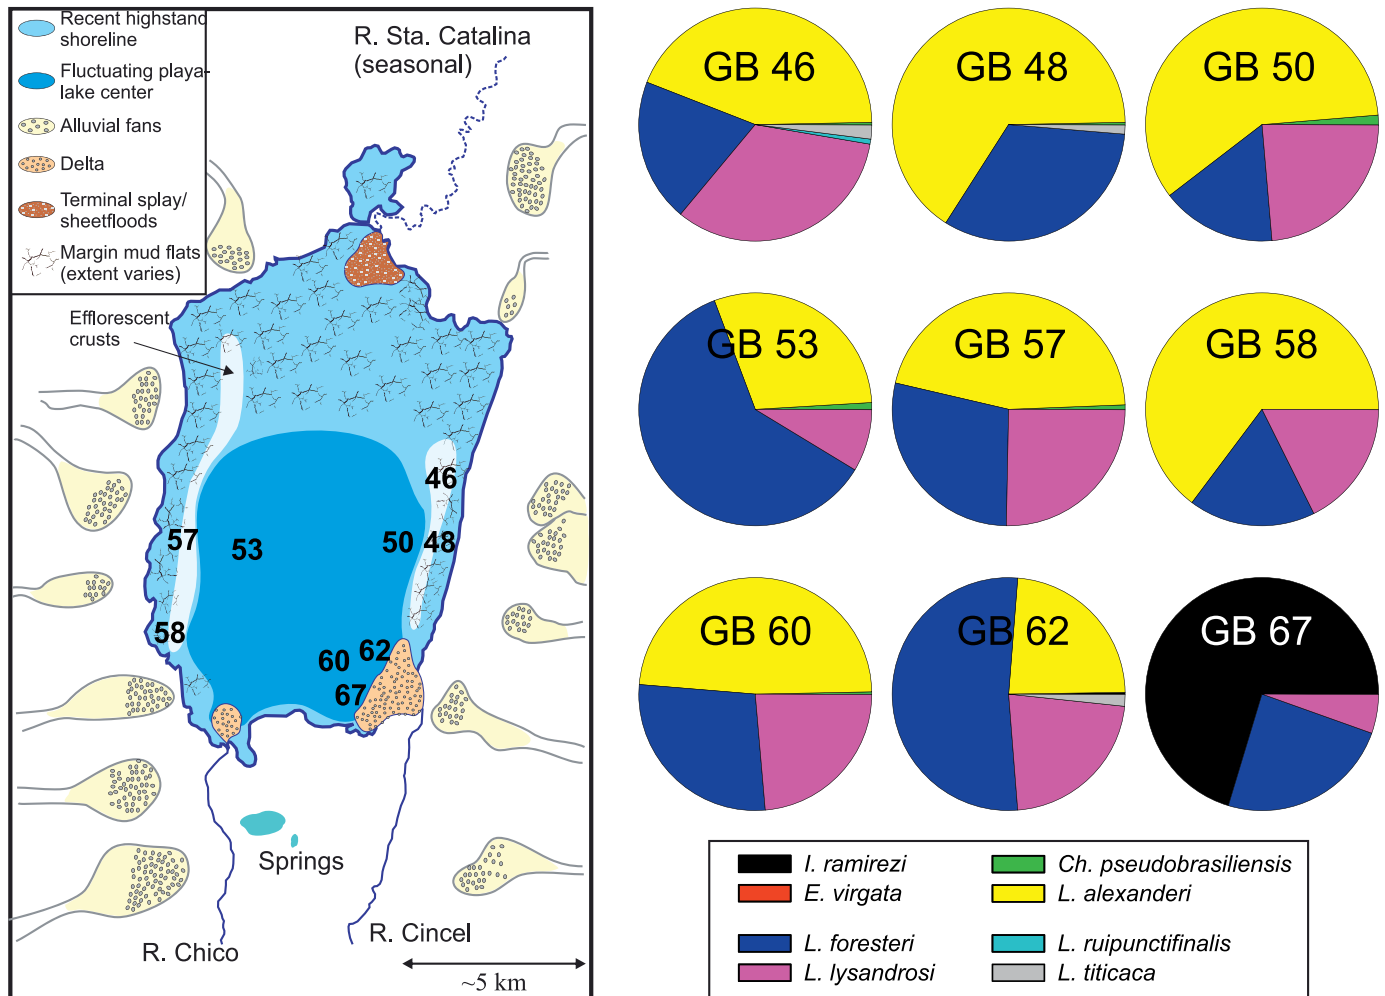 Recent highstand
shoreline
Fluctuating playa-
lake center
Alluvial fans
Delta
Terminal splay/
sheetfloods
Margin mud flats
(extent varies)
R. Sta. Catalina
(seasonal)
Efflorescent
crusts
46
57
53
50
48
58
60
62
67
Springs
R. Chico
R. Cincel
~5 km
GB 46
GB 48
GB 50
GB 53
GB 57
GB 58
GB 60
GB 62
GB 67
I. ramirezi
E. virgata
L. foresteri
L. lysandrosi
Ch. pseudobrasiliensis
L. alexanderi
L. ruipunctifinalis
L. titicaca